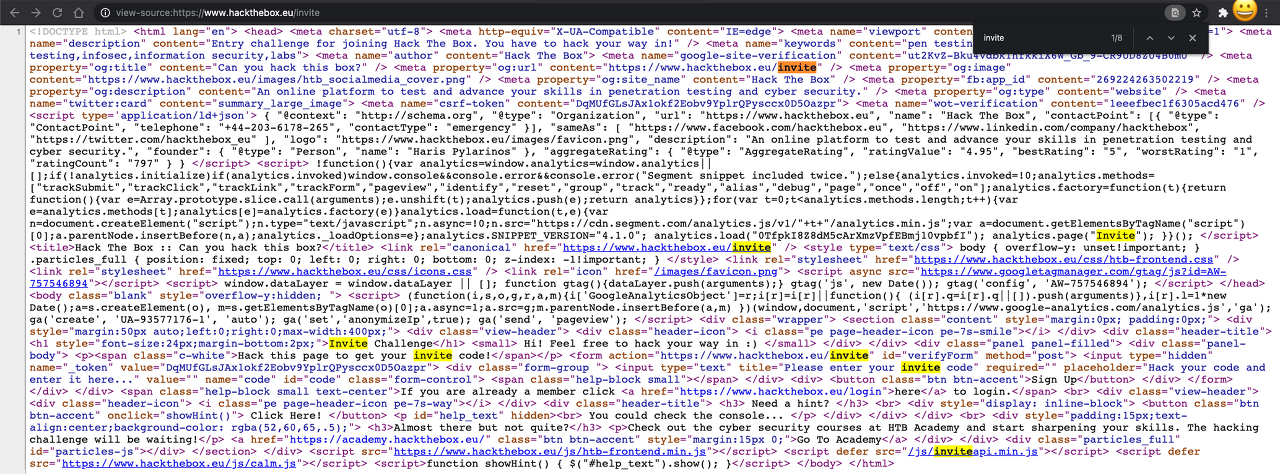 view-source:https://www.hackthebox.eu/invite
invite 1/8
1 <!DOCTYPE html> <html lang="en"> <head> <meta charset="utf-8"> <meta http-equiv="X-UA-Compatible" content="IE=edge"> <meta name="viewport" content
name="description" content="Entry challenge for joining Hack The Box. You have to hack your way in!" /> <meta name="keywords" content="pen testi
testing,infosec,information security,labs"> <meta name="author" content="Hack The Box"> <meta name="google-site-verification"
property="og:title" content="Can you hack this box?" /> <meta property="og:url" content="https://www.hackthebox.eu/invite" /> <meta property="og:image"
content="https://www.hackthebox.eu/images/htb_socialmedia_cover.png" /> <meta property="og:site_name" content="Hack The Box" /> <meta property="fb:app_id" content="269224263502219" /> <meta
property="og:description" content="An online platform to test and advance your skills in penetration testing and cyber security." /> <meta property="og:type" content="website" /> <meta
name="twitter:card" content="summary_large_image"> <meta name="csrf-token" content="DqMUfGLsJAxlokf2Eobv9YplrQPysccx0D5Oazpr"> <meta name="wot-verification" content="1eeefbec1f6305acd476" />
<script type='application/ld+json'> { "@context": "http://schema.org", "@type": "Organization", "url": "https://www.hackthebox.eu", "name": "Hack The Box", "contactPoint": [{ "@type":
"ContactPoint", "telephone": "+44-203-6178-265", "contactType": "emergency" }], "sameAs": [ "https://www.facebook.com/hackthebox.eu", "https://www.linkedin.com/company/hackthebox",
"https://twitter.com/hackthebox_eu" ], "logo": "https://www.hackthebox.eu/images/favicon.png", "description": "An online platform to test and advance your skills in penetration testing and
cyber security.", "founder": { "@type": "Person", "name": "Haris Pylarinos" }, "aggregateRating": { "@type": "AggregateRating", "ratingValue": "4.95", "bestRating": "5", "worstRating": "1",
"ratingCount": "797" } } </script> <script> !function(){var analytics=window.analytics=window.analytics||
[];if(!analytics.initialize)if(analytics.invoked)window.console&&console.error&&console.error("Segment snippet included twice.");else{analytics.invoked=!0;analytics.methods=
["trackSubmit","trackClick","trackLink","trackForm","pageview","identify","reset","group","track","ready","alias","debug","page","once","off","on"];analytics.factory=function(t){return
function(){var e=Array.prototype.slice.call(arguments);e.unshift(t);analytics.push(e);return analytics}};for(var t=0;t<analytics.methods.length;t++){var
e=analytics.methods[t];analytics[e]=analytics.factory(e)}analytics.load=function(t,e){var
n=document.createElement("script");n.type="text/javascript";n.async=!0;n.src="https://cdn.segment.com/analytics.js/v1/"+t+"/analytics.min.js";var a=document.getElementsByTagName("script")
[0];a.parentNode.insertBefore(n,a);analytics._loadOptions=e};analytics.SNIPPET_VERSION="4.1.0"; analytics.load("0TfpkI8Z8dM5cArXmzVpfEBmjl0vpbfI"); analytics.page("Invite"); }}(); </script>
<title>Hack The Box :: Can you hack this box?</title> <link rel="canonical" href="https://www.hackthebox.eu/invite" /> <style type="text/css"> body { overflow-y: unset!important; }
.particles_full { position: fixed; top: 0; left: 0; right: 0; bottom: 0; z-index: -1!important; } </style> <link rel="stylesheet" href="https://www.hackthebox.eu/css/htb-frontend.css" />
<link rel="stylesheet" href="https://www.hackthebox.eu/css/icons.css" /> <link rel="icon" href="/images/favicon.png"> <script async src="https://www.googletagmanager.com/gtag/js?id=AW-
757546894"></script> <script> window.dataLayer = window.dataLayer || []; function gtag(){dataLayer.push(arguments);} gtag('js', new Date()); gtag('config', 'AW-757546894'); </script> </head>
<body class="blank" style="overflow-y:hidden; "> <script> (function(i,s,o,g,r,a,m){i['GoogleAnalyticsObject']=r;i[r]=i[r]||function(){ (i[r].q=i[r].q||[]).push(arguments)},i[r].l=1*new
Date();a=s.createElement(o), m=s.getElementsByTagName(o)[0];a.async=1;a.src=g;m.parentNode.insertBefore(a,m) })(window,document,'script','https://www.google-analytics.com/analytics.js','ga');
ga('create', 'UA-93577176-1', 'auto'); ga('set','anonymizeIp',true); ga('send', 'pageview'); </script> <div class="wrapper"> <section class="content" style="margin:0pw; padding:0px;"> <div
style="margin:50px auto;left:0;right:0;max-width:400px;"> <div class="view-header"> <div class="header-icon"> <i class="pe page-header-icon pe-7s-smile"></i> </div> <div class="header-title">
<h1 style="font-size:24px;margin-bottom:2px;">Invite Challenge</h1> <small> Hi! Feel free to hack your way in :) </small> </div> </div> <div class="panel panel-filled"> <div class="panel-
body"> <p><span class="c-white">Hack this page to get your invite code!</span></p> <form action="https://www.hackthebox.eu/invite" id="verifyForm" method="post"> <input type="hidden"
name="_token" value="DqMUfGLsJAxlokf2Eobv9YplrQPysccx0D5Oazpr"> <div class="form-group "> <input type="text" title="Please enter your invite code" required="" placeholder="Hack your code and
enter it here..." value="" name="code" id="code" class="form-control"> <span class="help-block small"></span> </div> <div> <button class="btn btn-accent">Sign Up</button> </div> </form>
</div> </div> <span class="help-block small text-center">If you are already a member click <a href="https://www.hackthebox.eu/login">here</a> to login.</span> <br> <div class="view-header">
<div class="header-icon"> <i class="pe page-header-icon pe-7s-way"></i> </div> <div class="header-title"> <h3> Need a hint? </h3> <br> <div style="display: inline-block"> <button class="btn
btn-accent" onclick="showHint()"> Click Here! </button> <p id="help_text" hidden><br> You could check the console... </p> </div> </div> </div> <br> <div style="padding:15px;text-
align:center;background-color: rgba(52,60,65,.5);"> <h3>Almost there but not quite?</h3> <p>Check out the cyber security courses at HTB Academy and start sharpening your skills. The hacking
challenge will be waiting!</p> <a href="https://academy.hackthebox.eu/" class="btn btn-accent" style="margin:15px 0;">Go To Academy</a> </div> </div> <div class="particles_full"
id="particles-js"></div> </section> </div> <script src="https://www.hackthebox.eu/js/htb-frontend.min.js"></script> <script defer src="/js/inviteapi.min.js"></script> <script defer
src="https://www.hackthebox.eu/js/calm.js"></script> <script>function showHint() { $("#help_text").show(); }</script> </body> </html>